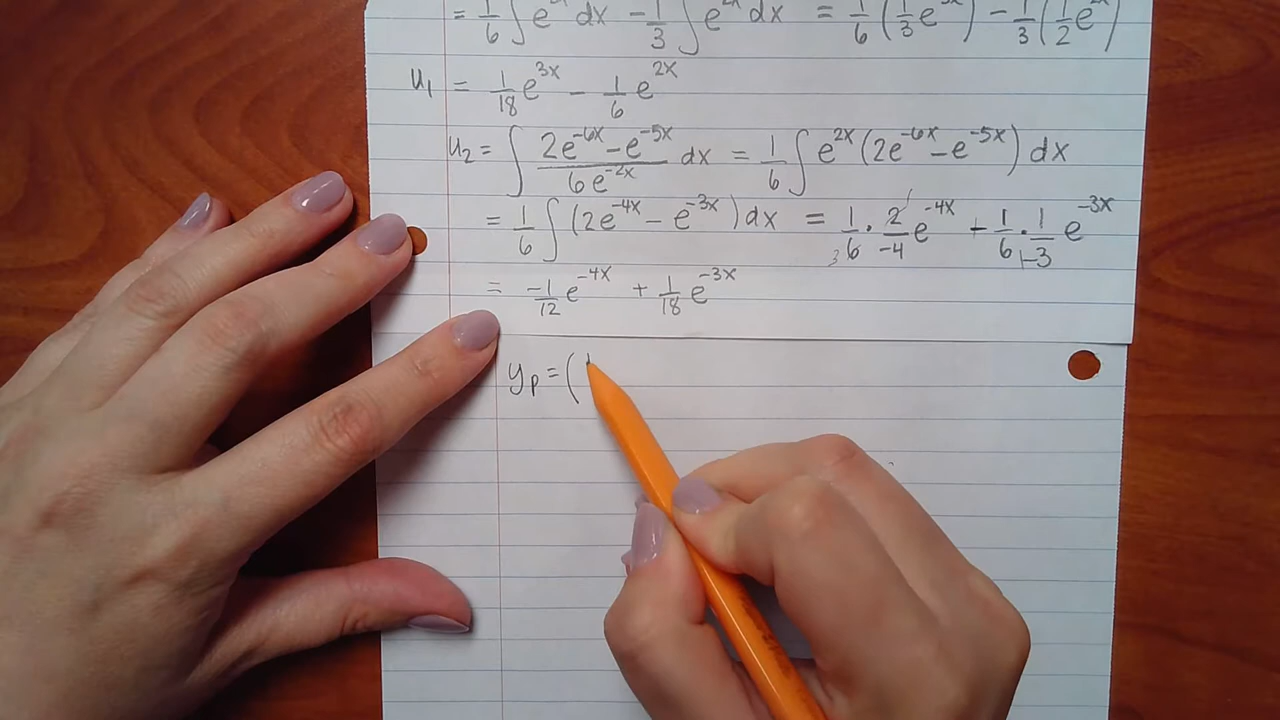 = 1/6 ∫ e dx - 1/3 ∫ e^2x dx = 1/6 (1/3 e^3x) - 1/3 (1/2 e^2x)
u₁ = 1/18 e^3x - 1/6 e^2x
u₂ = ∫ (2e^-6x - e^-5x)/(6e^-2x) dx = 1/6 ∫ e^2x (2e^-6x - e^-5x) dx
= 1/6 ∫ (2e^-4x - e^-3x) dx = 1/6 · 2/-4 e^-4x + 1/6 · 1/-3 e^-3x
= -1/12 e^-4x + 1/18 e^-3x
yₚ = (